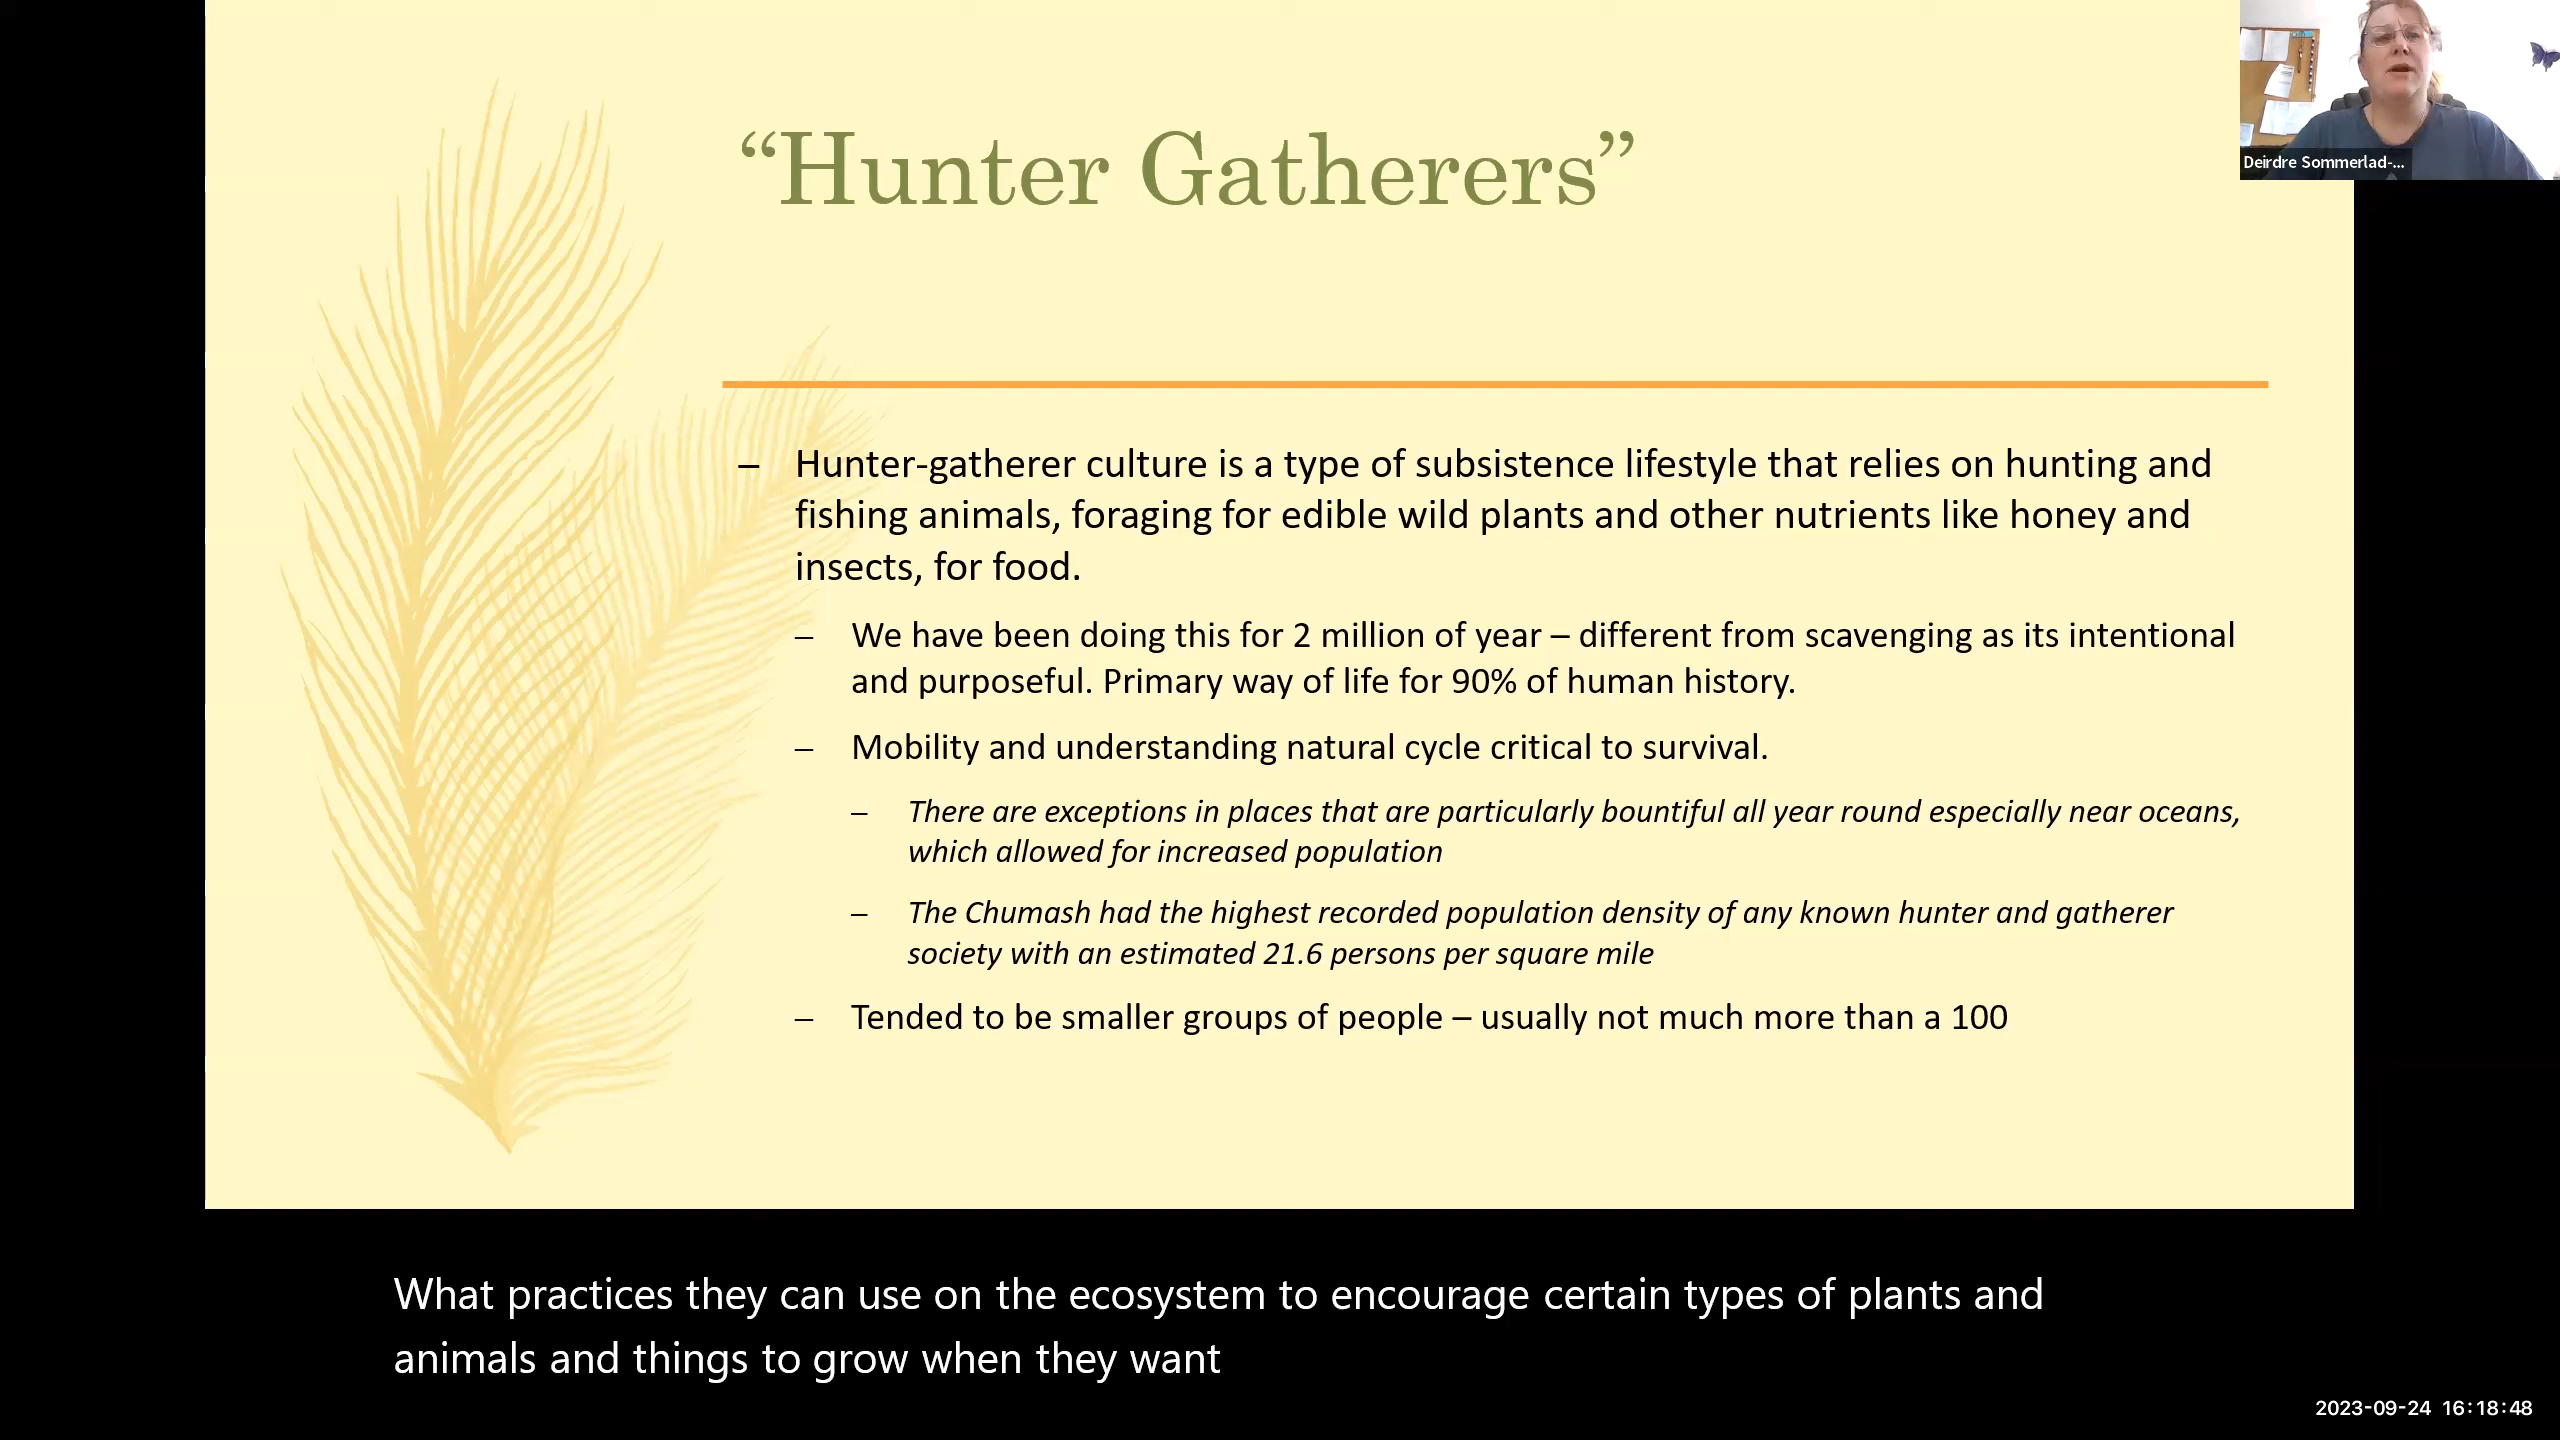 “Hunter Gatherers”
Deirdre Sommerlad-...
– Hunter-gatherer culture is a type of subsistence lifestyle that relies on hunting and
fishing animals, foraging for edible wild plants and other nutrients like honey and
insects, for food.
– We have been doing this for 2 million of year – different from scavenging as its intentional
and purposeful. Primary way of life for 90% of human history.
– Mobility and understanding natural cycle critical to survival.
– There are exceptions in places that are particularly bountiful all year round especially near oceans,
which allowed for increased population
– The Chumash had the highest recorded population density of any known hunter and gatherer
society with an estimated 21.6 persons per square mile
– Tended to be smaller groups of people – usually not much more than a 100
What practices they can use on the ecosystem to encourage certain types of plants and
animals and things to grow when they want
2023-09-24 16:18:48